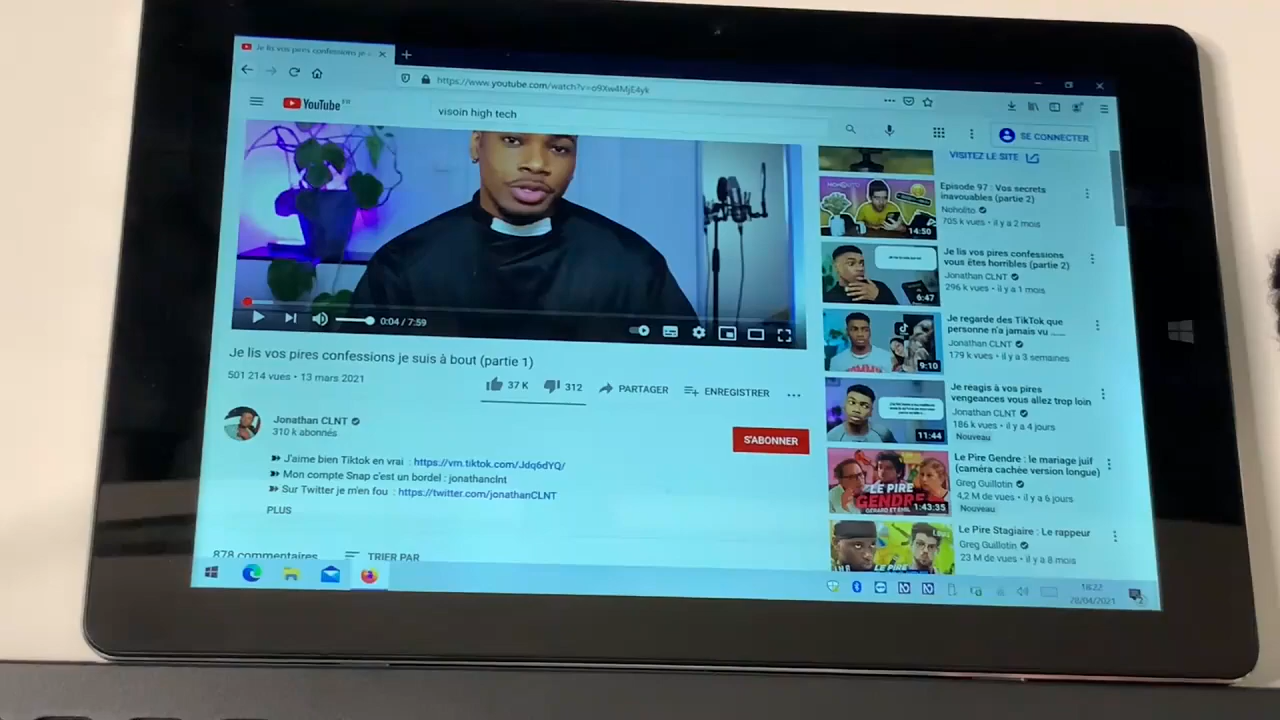 Je lis vos pires confessions je
https://www.youtube.com/watch?v=o9Xw4MjE4yk
YouTube FR
visoin high tech
SE CONNECTER
VISITEZ LE SITE
Episode 97 : Vos secrets
inavouables (partie 2)
Noholito
705 k vues • il y a 2 mois
14:50
Je lis vos pires confessions
vous êtes horribles (partie 2)
Jonathan CLNT
296 k vues • il y a 1 mois
6:47
Je regarde des TikTok que
personne n'a jamais vu ......
Jonathan CLNT
179 k vues • il y a 3 semaines
9:10
Je reagis à vos pires
vengeances vous allez trop loin
Jonathan CLNT
186 k vues • il y a 4 jours
Nouveau
11:44
Le Pire Gendre : le mariage juif
(caméra cachée version longue)
Greg Guillotin
4,2 M de vues • il y a 6 jours
Nouveau
LE PIRE
GENDRE
1:43:35
Le Pire Stagiaire : Le rappeur
Greg Guillotin
23 M de vues • il y a 8 mois
LE PIRE
0:04 / 7:59
Je lis vos pires confessions je suis à bout (partie 1)
501 214 vues • 13 mars 2021
37 K
312
PARTAGER
ENREGISTRER
Jonathan CLNT
310 k abonnés
S'ABONNER
J'aime bien Tiktok en vrai : https://vm.tiktok.com/Jdq6dYQ/
Mon compte Snap c'est un bordel : jonathanclnt
Sur Twitter je m'en fou : https://twitter.com/jonathanCLNT
PLUS
878 commentaires
TRIER PAR
16:22
28/04/2021